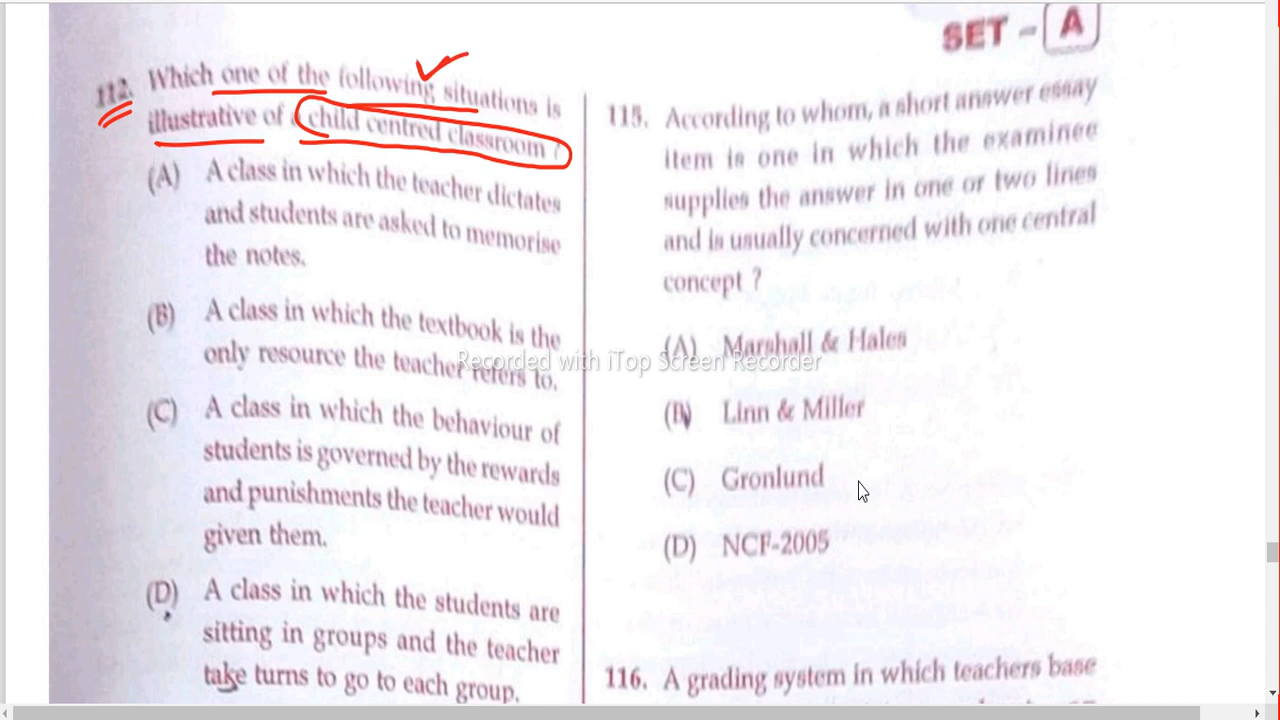 SET - A
112. Which one of the following situations is
illustrative of a child centred classroom ?
(A) A class in which the teacher dictates
and students are asked to memorise
the notes.
(B) A class in which the textbook is the
only resource the teacher refers to.
(C) A class in which the behaviour of
students is governed by the rewards
and punishments the teacher would
given them.
(D) A class in which the students are
sitting in groups and the teacher
take turns to go to each group.
115. According to whom, a short answer essay
item is one in which the examinee
supplies the answer in one or two lines
and is usually concerned with one central
concept ?
(A) Marshall & Hales
(B) Linn & Miller
(C) Gronlund
(D) NCF-2005
116. A grading system in which teachers base
Recorded with iTop Screen Recorder